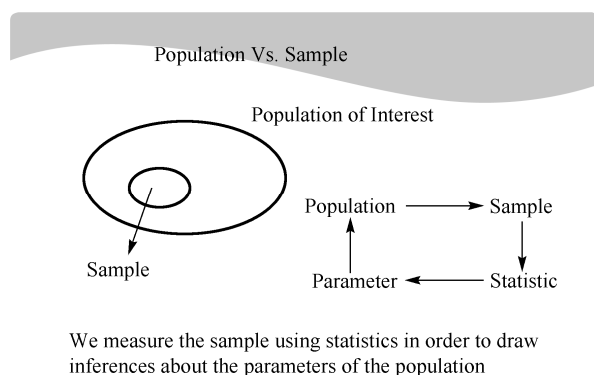 Population Vs. Sample
Population of Interest
Sample
Population
Sample
Parameter
Statistic
We measure the sample using statistics in order to draw
inferences about the parameters of the population